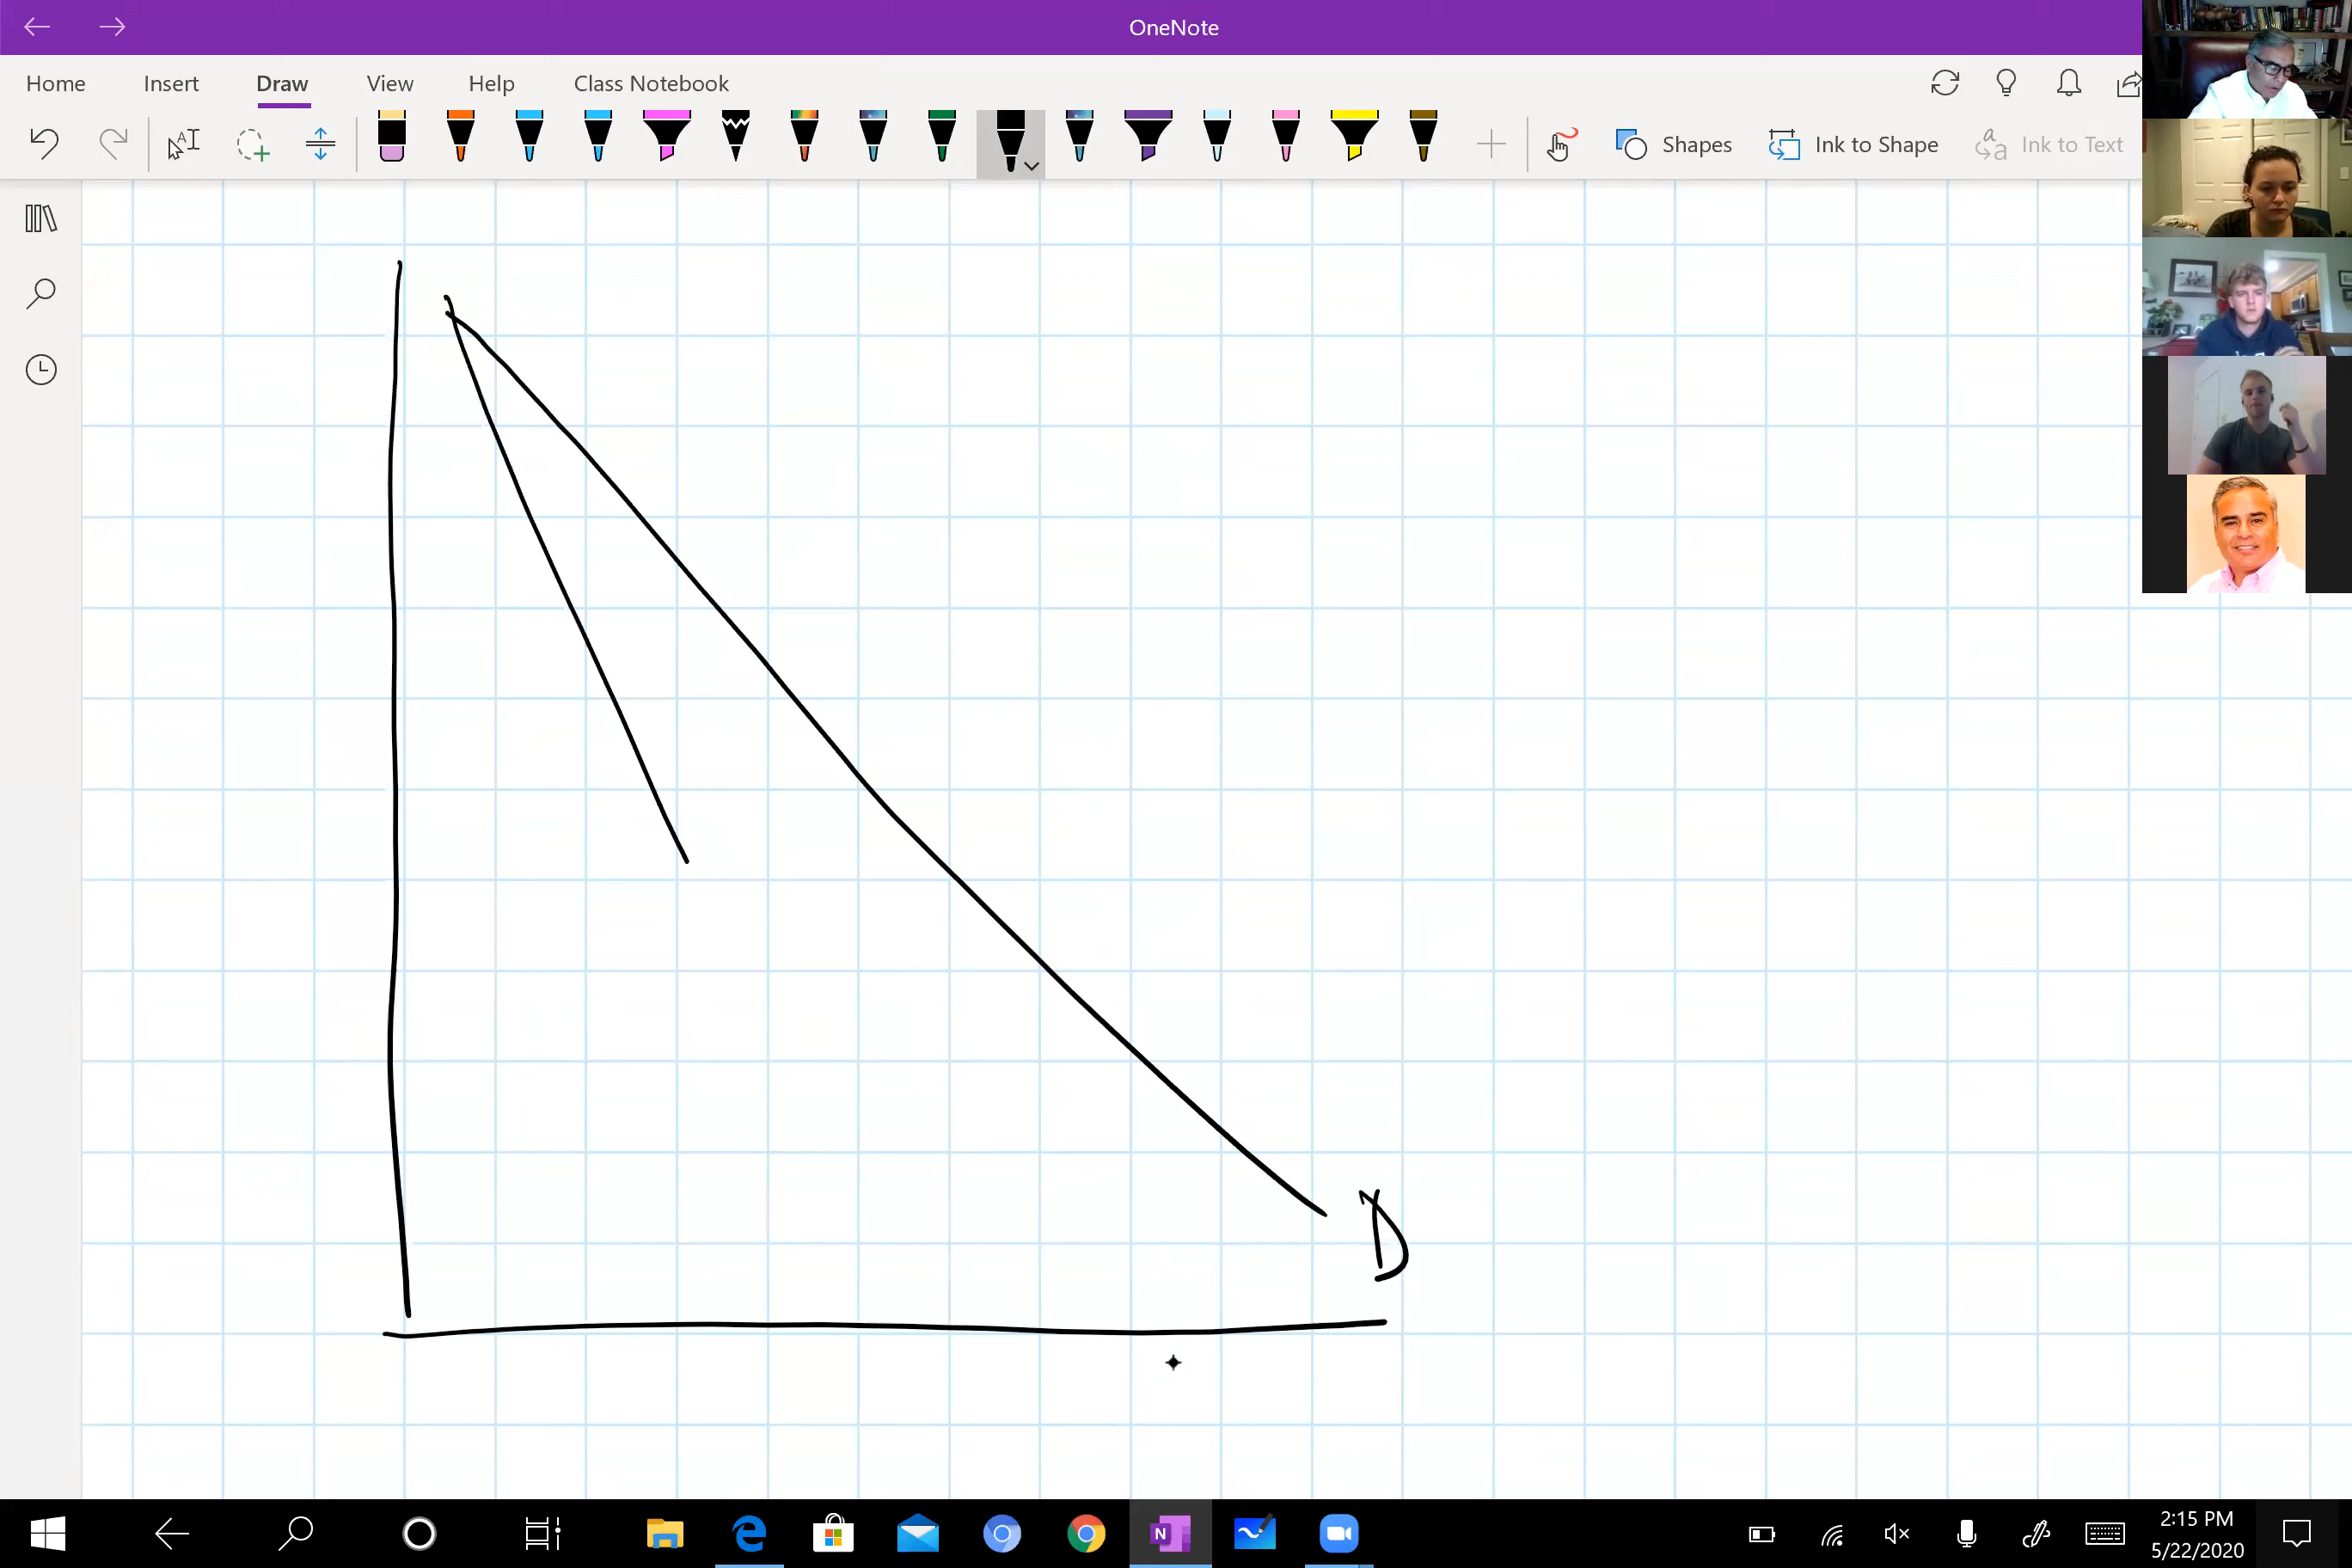 OneNote
Home Insert Draw View Help Class Notebook
Shapes Ink to Shape Ink to Text
D
2:15 PM
5/22/2020